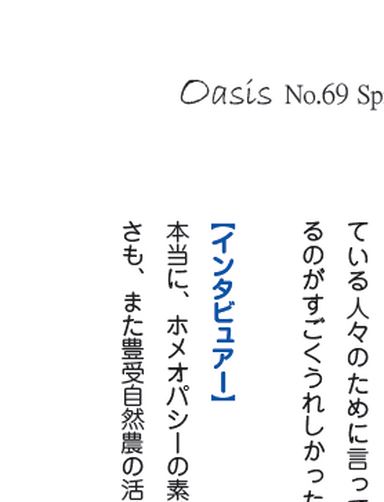 Oasis No.69 Sp
ている人々のために言って
るのがすごくうれしかった
【インタビュアー】
本当に、ホメオパシーの素
さも、また豊受自然農の活